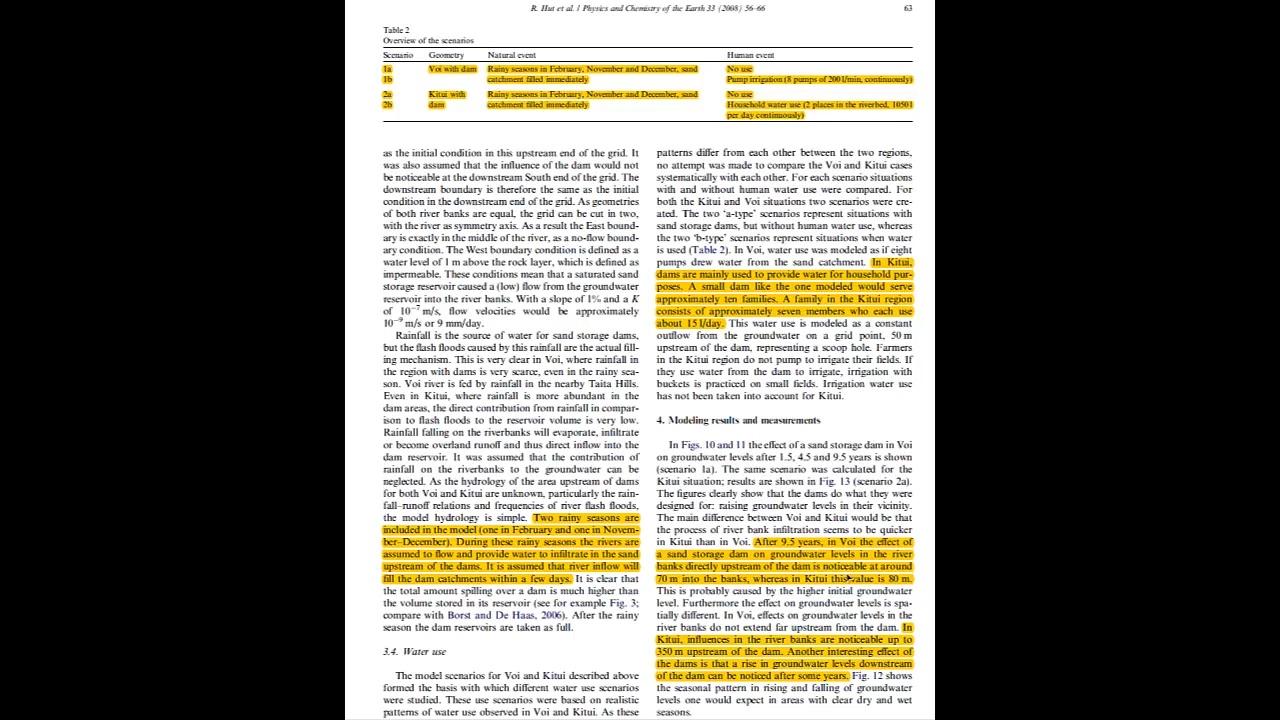 R. Hut et al. / Physics and Chemistry of the Earth 33 (2008) 56–66
63
Table 2
Overview of the scenarios
Scenario Geometry Natural event Human event
1a Voi with dam Rainy seasons in February, November and December, sand No use
1b catchment filled immediately Pump irrigation (8 pumps of 200 l/min, continuously)
2a Kitui with Rainy seasons in February, November and December, sand No use
2b dam catchment filled immediately Household water use (2 places in the riverbed, 1050 l
per day continuously)
as the initial condition in this upstream end of the grid. It
was also assumed that the influence of the dam would not
be noticeable at the downstream South end of the grid. The
downstream boundary is therefore the same as the initial
condition in the downstream end of the grid. As geometries
of both river banks are equal, the grid can be cut in two,
with the river as symmetry axis. As a result the East bound-
ary is exactly in the middle of the river, as a no-flow bound-
ary condition. The West boundary condition is defined as a
water level of 1 m above the rock layer, which is defined as
impermeable. These conditions mean that a saturated sand
storage reservoir caused a (low) flow from the groundwater
reservoir into the river banks. With a slope of 1% and a K
of 10⁻⁷ m/s, flow velocities would be approximately
10⁻⁹ m/s or 9 mm/day.
Rainfall is the source of water for sand storage dams,
but the flash floods caused by this rainfall are the actual fill-
ing mechanism. This is very clear in Voi, where rainfall in
the region with dams is very scarce, even in the rainy sea-
son. Voi river is fed by rainfall in the nearby Taita Hills.
Even in Kitui, where rainfall is more abundant in the
dam areas, the direct contribution from rainfall in compar-
ison to flash floods to the reservoir volume is very low.
Rainfall falling on the riverbanks will evaporate, infiltrate
or become overland runoff and thus direct inflow into the
dam reservoir. It was assumed that the contribution of
rainfall on the riverbanks to the groundwater can be
neglected. As the hydrology of the area upstream of dams
for both Voi and Kitui are unknown, particularly the rain-
fall–runoff relations and frequencies of river flash floods,
the model hydrology is simple. Two rainy seasons are
included in the model (one in February and one in Novem-
ber–December). During these rainy seasons the rivers are
assumed to flow and provide water to infiltrate in the sand
upstream of the dams. It is assumed that river inflow will
fill the dam catchments within a few days. It is clear that
the total amount spilling over a dam is much higher than
the volume stored in its reservoir (see for example Fig. 3;
compare with Borst and De Haas, 2006). After the rainy
season the dam reservoirs are taken as full.
3.4. Water use
The model scenarios for Voi and Kitui described above
formed the basis with which different water use scenarios
were studied. These use scenarios were based on realistic
patterns of water use observed in Voi and Kitui. As these
patterns differ from each other between the two regions,
no attempt was made to compare the Voi and Kitui cases
systematically with each other. For each scenario situations
with and without human water use were compared. For
both the Kitui and Voi situations two scenarios were cre-
ated. The two ‘a-type’ scenarios represent situations with
sand storage dams, but without human water use, whereas
the two ‘b-type’ scenarios represent situations when water
is used (Table 2). In Voi, water use was modeled as if eight
pumps drew water from the sand catchment. In Kitui,
dams are mainly used to provide water for household pur-
poses. A small dam like the one modeled would serve
approximately ten families. A family in the Kitui region
consists of approximately seven members who each use
about 15 l/day. This water use is modeled as a constant
outflow from the groundwater on a grid point, 50 m
upstream of the dam, representing a scoop hole. Farmers
in the Kitui region do not pump to irrigate their fields. If
they use water from the dam to irrigate, irrigation with
buckets is practiced on small fields. Irrigation water use
has not been taken into account for Kitui.
4. Modeling results and measurements
In Figs. 10 and 11 the effect of a sand storage dam in Voi
on groundwater levels after 1.5, 4.5 and 9.5 years is shown
(scenario 1a). The same scenario was calculated for the
Kitui situation; results are shown in Fig. 13 (scenario 2a).
The figures clearly show that the dams do what they were
designed for: raising groundwater levels in their vicinity.
The main difference between Voi and Kitui would be that
the process of river bank infiltration seems to be quicker
in Kitui than in Voi. After 9.5 years, in Voi the effect of
a sand storage dam on groundwater levels in the river
banks directly upstream of the dam is noticeable at around
70 m into the banks, whereas in Kitui this value is 80 m.
This is probably caused by the higher initial groundwater
level. Furthermore the effect on groundwater levels is spa-
tially different. In Voi, effects on groundwater levels in the
river banks do not extend far upstream from the dam. In
Kitui, influences in the river banks are noticeable up to
350 m upstream of the dam. Another interesting effect of
the dams is that a rise in groundwater levels downstream
of the dam can be noticed after some years. Fig. 12 shows
the seasonal pattern in rising and falling of groundwater
levels one would expect in areas with clear dry and wet
seasons.